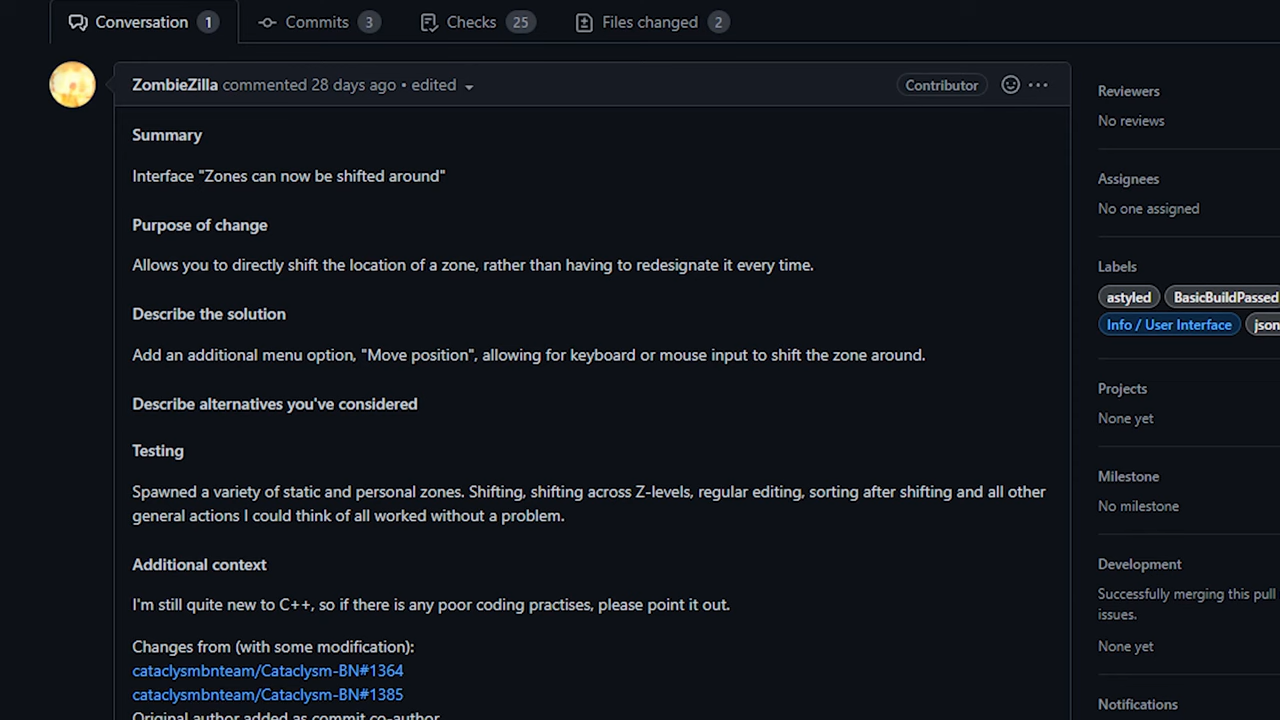 Conversation 1 Commits 3 Checks 25 Files changed 2
ZombieZilla commented 28 days ago • edited
Contributor
Summary
Interface "Zones can now be shifted around"
Purpose of change
Allows you to directly shift the location of a zone, rather than having to redesignate it every time.
Describe the solution
Add an additional menu option, "Move position", allowing for keyboard or mouse input to shift the zone around.
Describe alternatives you've considered
Testing
Spawned a variety of static and personal zones. Shifting, shifting across Z-levels, regular editing, sorting after shifting and all other
general actions I could think of all worked without a problem.
Additional context
I'm still quite new to C++, so if there is any poor coding practises, please point it out.
Changes from (with some modification):
cataclysmbnteam/Cataclysm-BN#1364
cataclysmbnteam/Cataclysm-BN#1385
Original author added as commit co-author
Reviewers
No reviews
Assignees
No one assigned
Labels
astyled BasicBuildPassed
Info / User Interface json
Projects
None yet
Milestone
No milestone
Development
Successfully merging this pull
issues.
None yet
Notifications